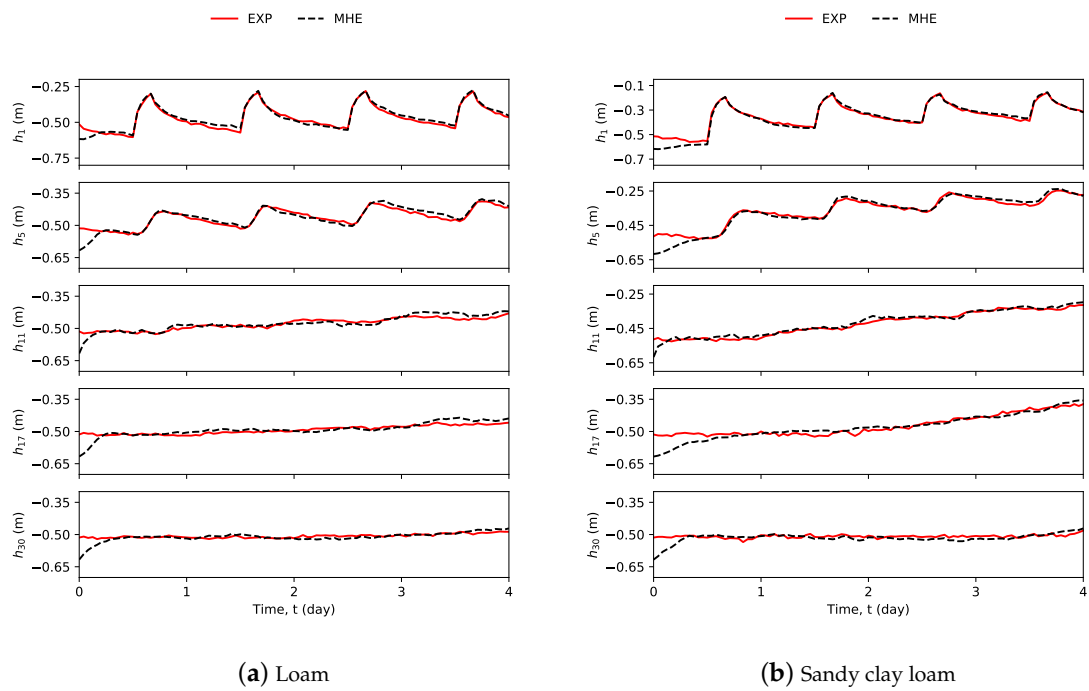 EXP MHE
−0.25
−0.50
−0.75
h1 (m)
−0.35
−0.50
−0.65
h5 (m)
−0.35
−0.50
−0.65
h11 (m)
−0.35
−0.50
−0.65
h17 (m)
−0.35
−0.50
−0.65
h30 (m)
0 1 2 3 4
Time, t (day)
(a) Loam
EXP MHE
−0.1
−0.3
−0.5
−0.7
h1 (m)
−0.25
−0.45
−0.65
h5 (m)
−0.25
−0.45
−0.65
h11 (m)
−0.35
−0.50
−0.65
h17 (m)
−0.35
−0.50
−0.65
h30 (m)
0 1 2 3 4
Time, t (day)
(b) Sandy clay loam